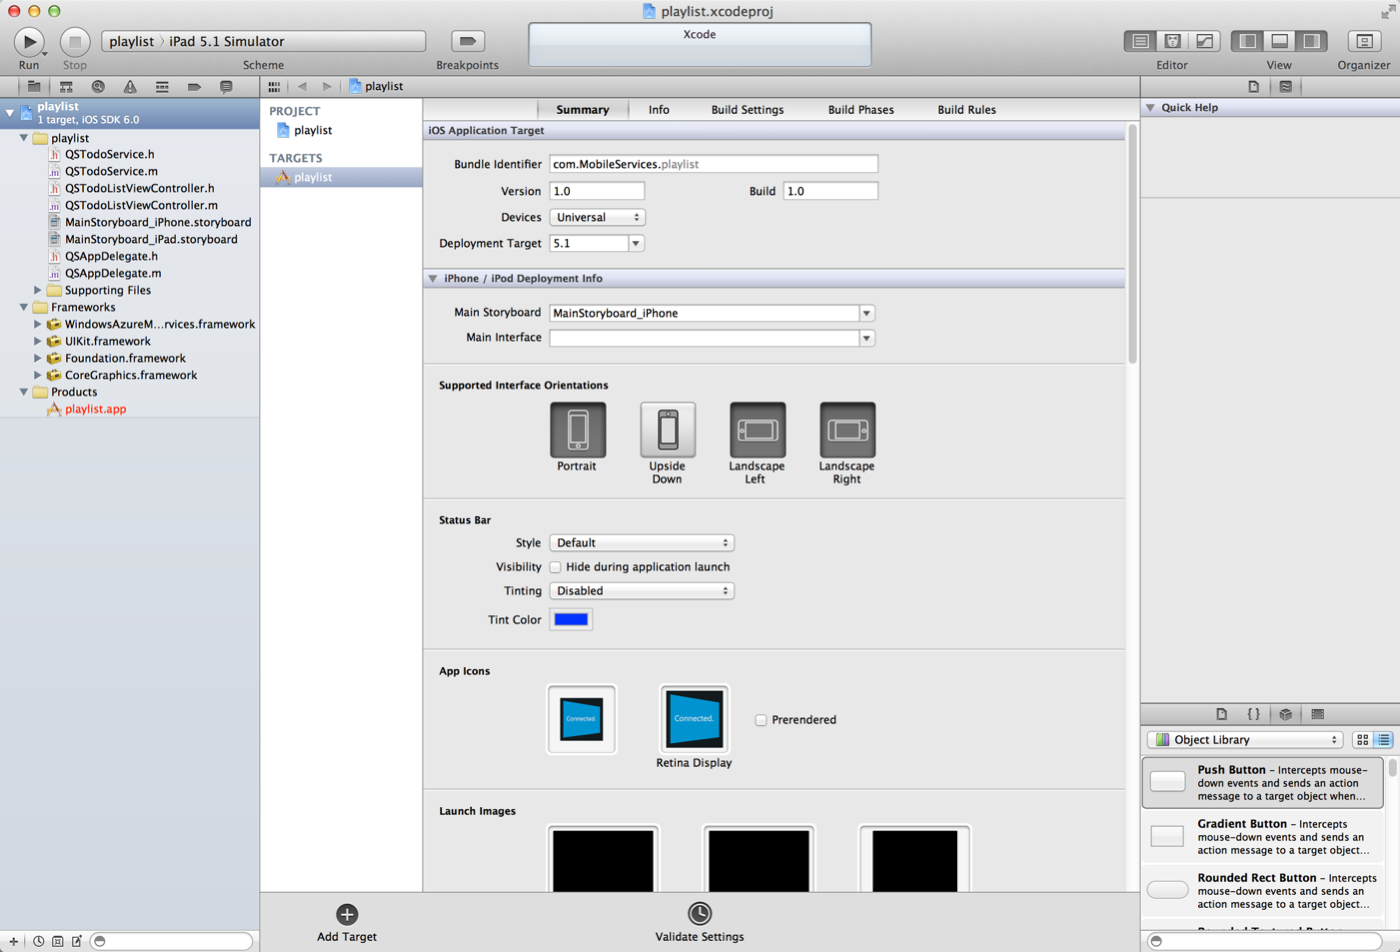 playlist.xcodeproj
playlist
iPad 5.1 Simulator
Xcode
Run
Stop
Scheme
Breakpoints
Editor
View
Organizer
playlist
1 target, iOS SDK 6.0
playlist
QSTodoService.h
QSTodoService.m
QSTodoListViewController.h
QSTodoListViewController.m
MainStoryboard_iPhone.storyboard
MainStoryboard_iPad.storyboard
QSAppDelegate.h
QSAppDelegate.m
Supporting Files
Frameworks
WindowsAzureM...rvices.framework
UIKit.framework
Foundation.framework
CoreGraphics.framework
Products
playlist.app
playlist
PROJECT
playlist
TARGETS
playlist
Summary
Info
Build Settings
Build Phases
Build Rules
iOS Application Target
Bundle Identifier com.MobileServices.playlist
Version 1.0
Build 1.0
Devices Universal
Deployment Target 5.1
iPhone / iPod Deployment Info
Main Storyboard MainStoryboard_iPhone
Main Interface
Supported Interface Orientations
Portrait
Upside
Down
Landscape
Left
Landscape
Right
Status Bar
Style Default
Visibility Hide during application launch
Tinting Disabled
Tint Color
App Icons
Connected.
Connected.
Prerendered
Retina Display
Launch Images
Add Target
Validate Settings
Quick Help
{ }
Object Library
Push Button – Intercepts mouse-
down events and sends an action
message to a target object when...
Gradient Button – Intercepts
mouse-down events and sends an
action message to a target object...
Rounded Rect Button – Intercepts
mouse-down events and sends an
action message to a target object...